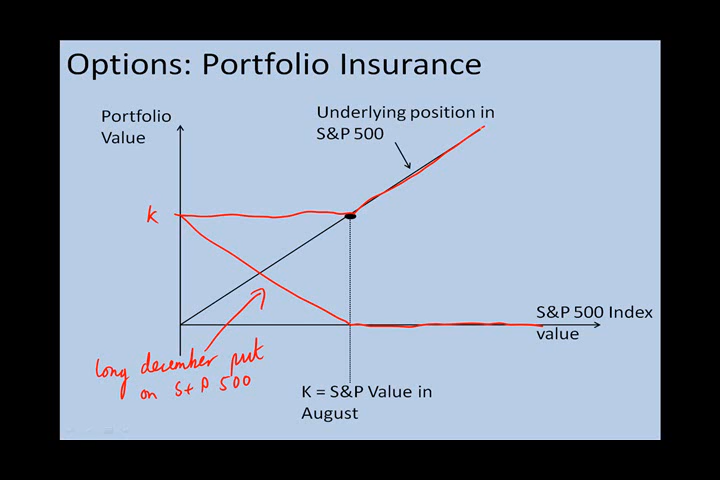 Options: Portfolio Insurance
Portfolio
Value
Underlying position in
S&P 500
K
S&P 500 Index
value
long december put
on S+P 500
K = S&P Value in
August